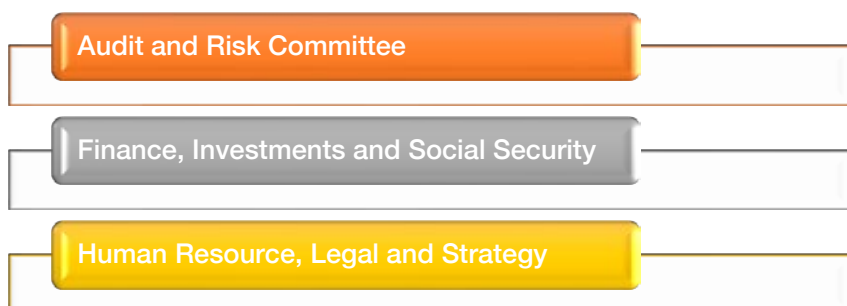 Audit and Risk Committee
Finance, Investments and Social Security
Human Resource, Legal and Strategy